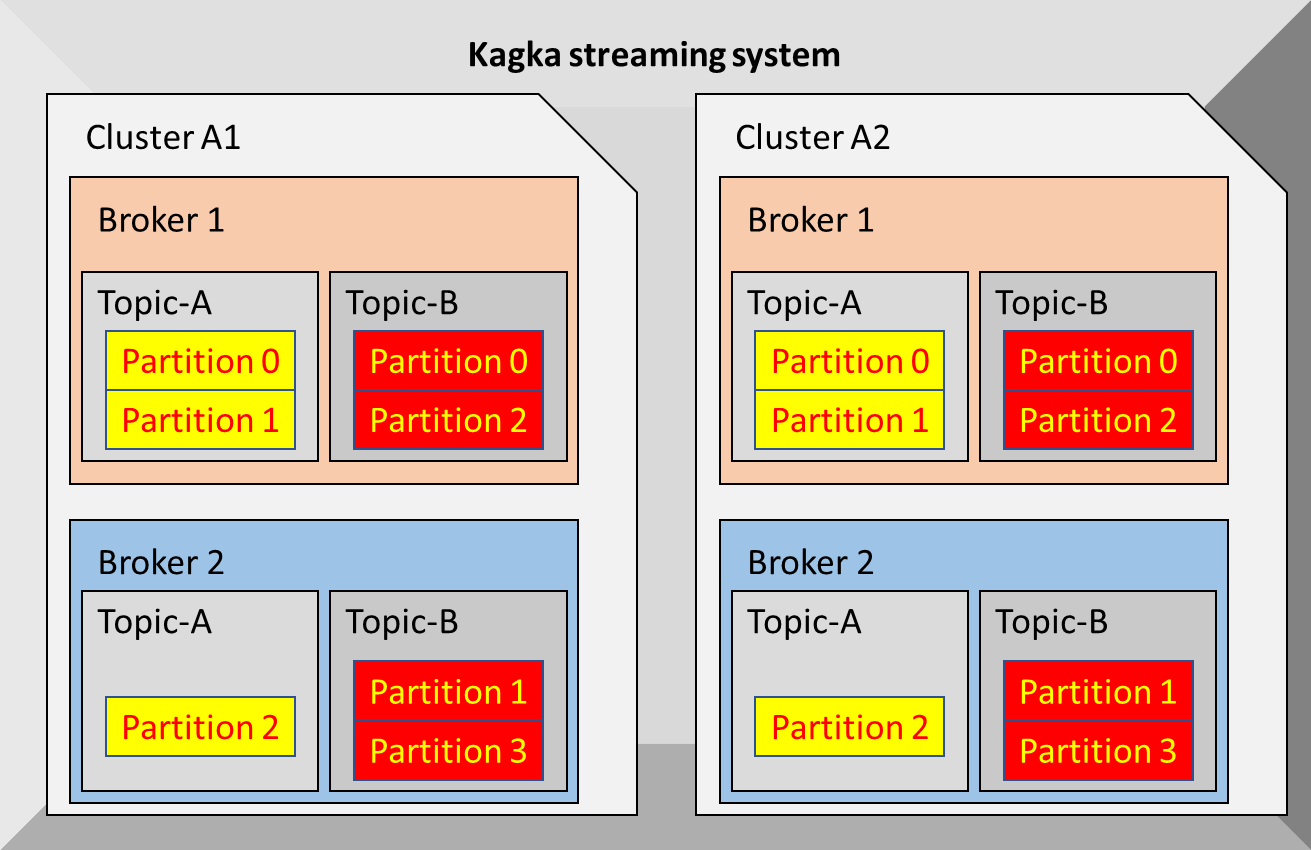 Kagka streaming system
Cluster A1
Broker 1
Topic-A
Partition 0
Partition 1
Topic-B
Partition 0
Partition 2
Broker 2
Topic-A
Partition 2
Topic-B
Partition 1
Partition 3
Cluster A2
Broker 1
Topic-A
Partition 0
Partition 1
Topic-B
Partition 0
Partition 2
Broker 2
Topic-A
Partition 2
Topic-B
Partition 1
Partition 3